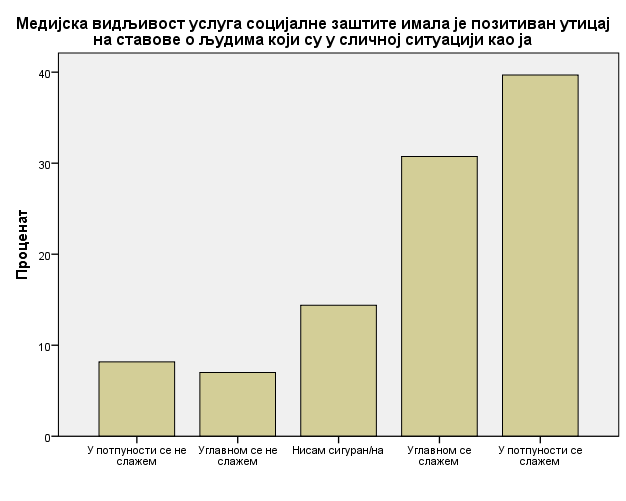 Медијска видљивост услуга социјалне заштите имала је позитиван утицај
на ставове о људима који су у сличној ситуацији као ја
Проценат
40
30
20
10
0
У потпуности се не
слажем
Углавном се не
слажем
Нисам сигуран/на
Углавном се
слажем
У потпуности се
слажем